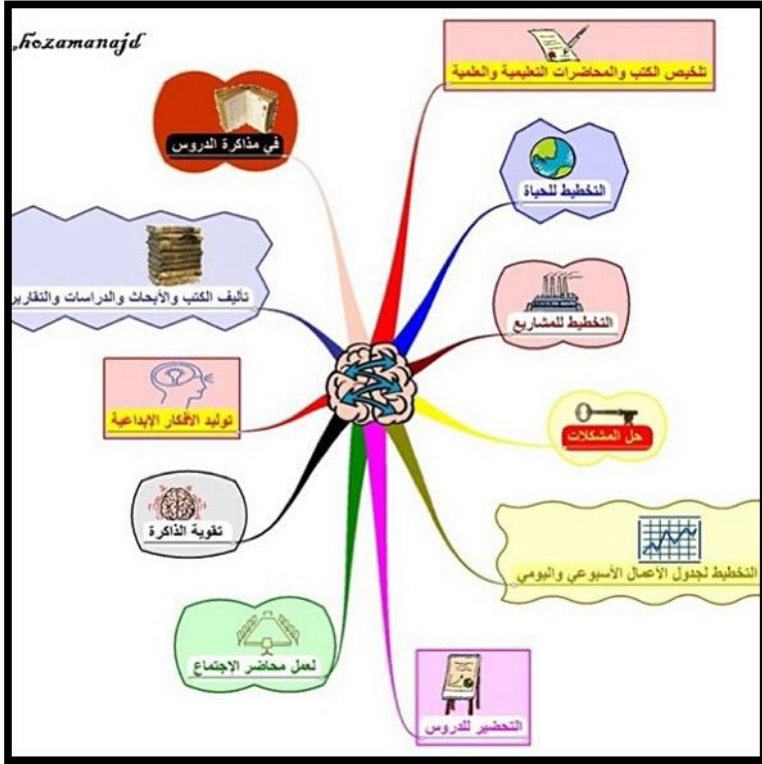 hozamanajd
تلخيص الكتب والمحاضرات التعليمية والعلمية
التخطيط للحياة
التخطيط للمشاريع
حل المشكلات
التخطيط لجدول الأعمال الأسبوعي واليومي
التحضير للدروس
لعمل محاضر الإجتماع
تقوية الذاكرة
توليد الأفكار الإبداعية
تأليف الكتب والأبحاث والدراسات والتقارير
في مذاكرة الدروس